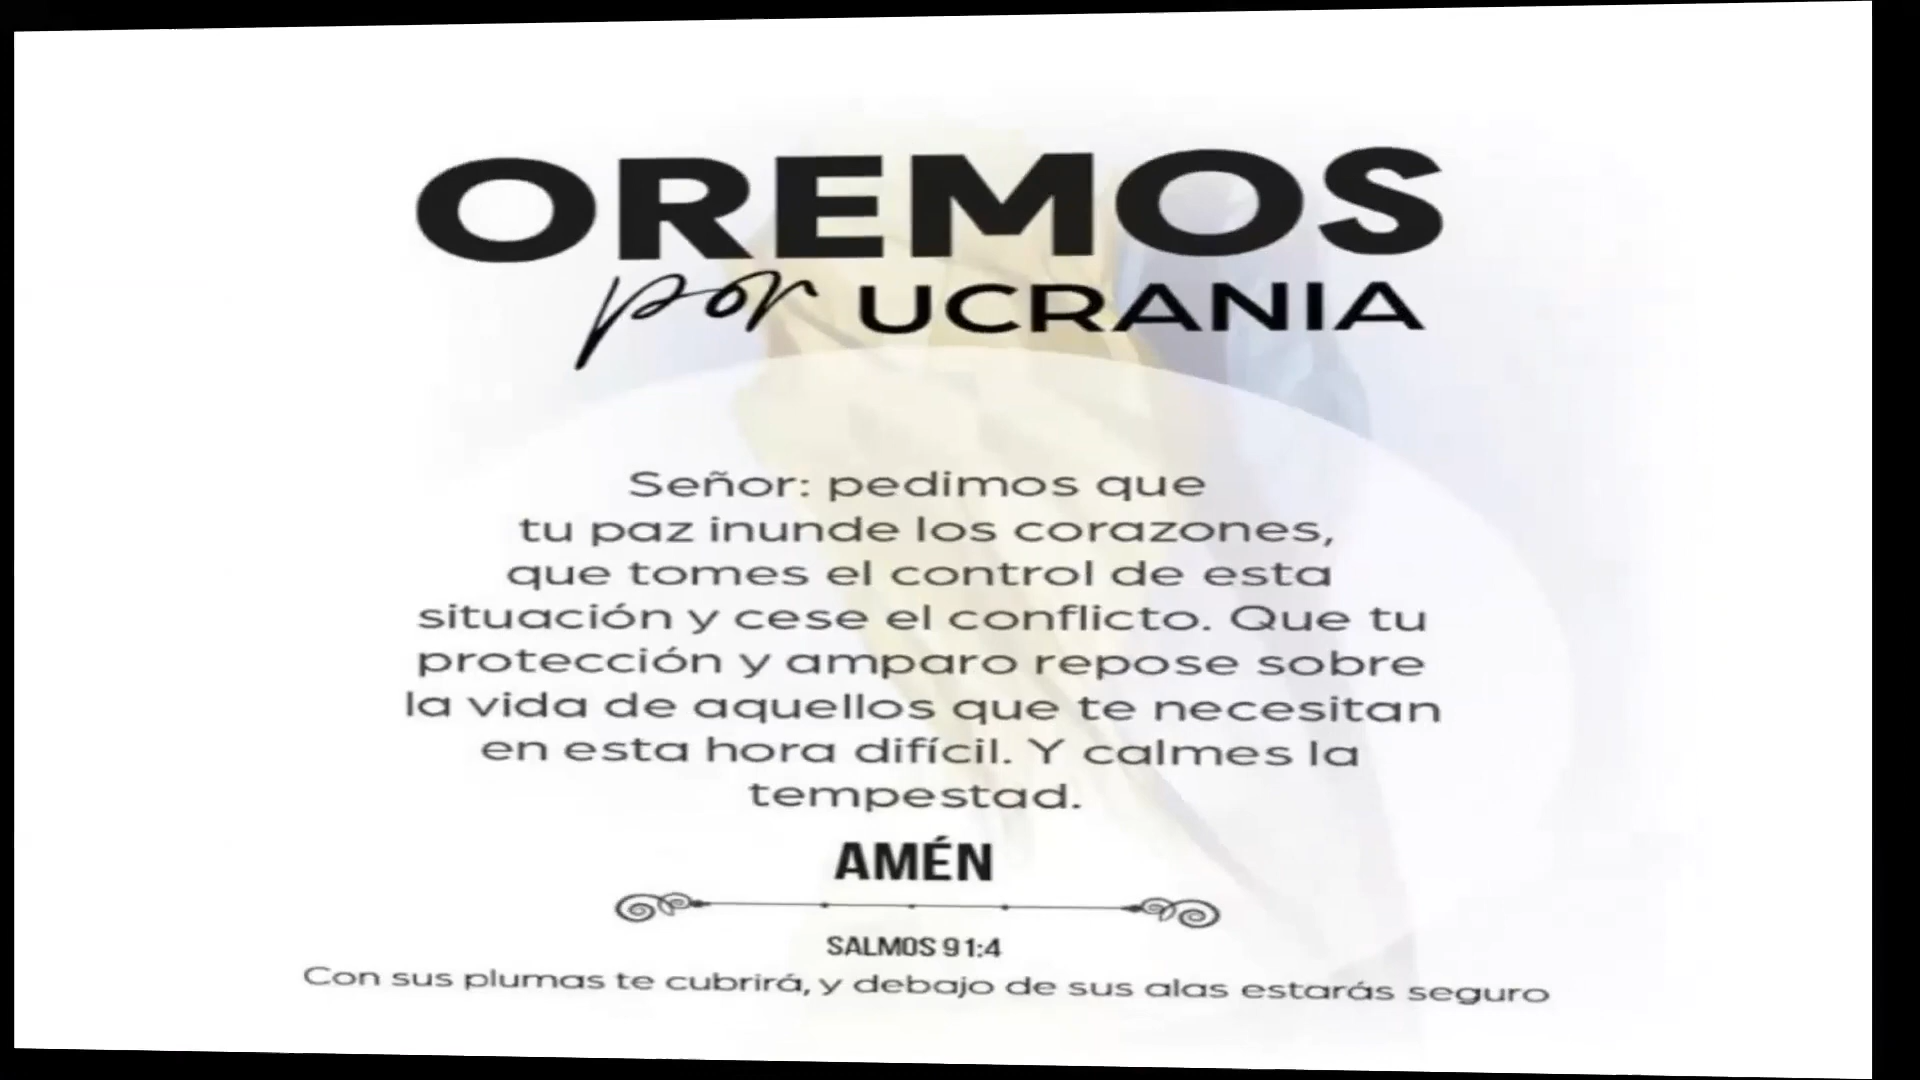 OREMOS
por UCRANIA
Señor: pedimos que
tu paz inunde los corazones,
que tomes el control de esta
situación y cese el conflicto. Que tu
protección y amparo repose sobre
la vida de aquellos que te necesitan
en esta hora difícil. Y calmes la
tempestad.
AMÉN
SALMOS 91:4
Con sus plumas te cubrirá, y debajo de sus alas estarás seguro